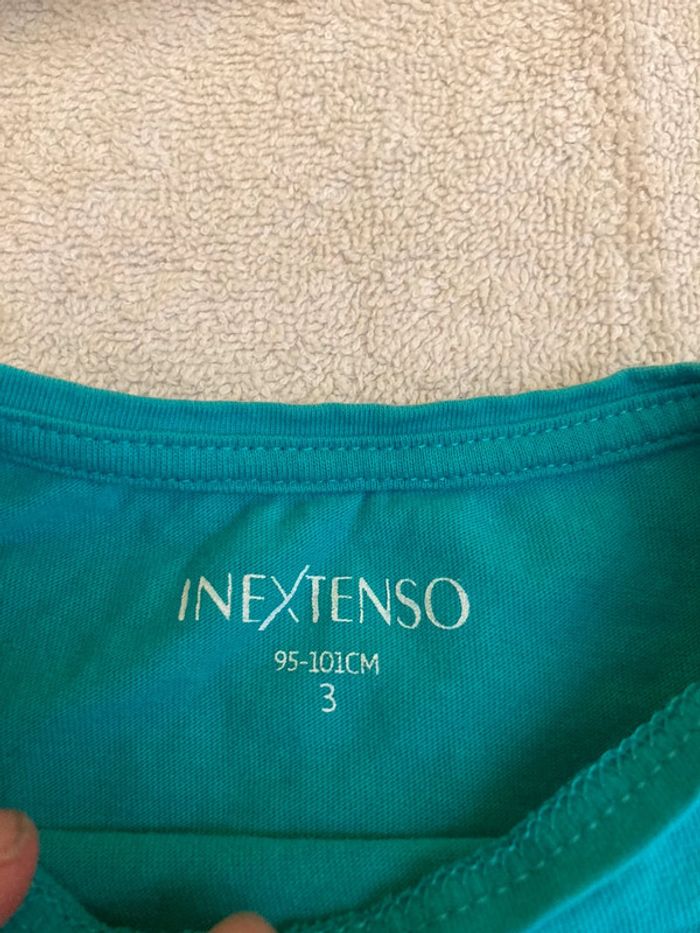 INEXTENSO
95-101CM
3